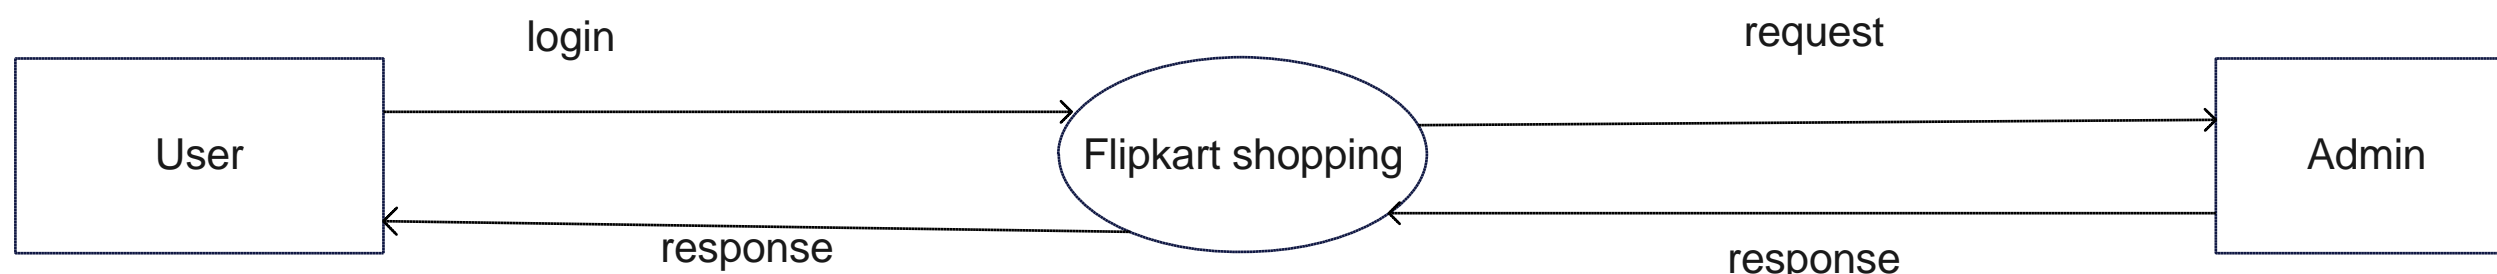 login
request
User
Flipkart shopping
Admin
response
response